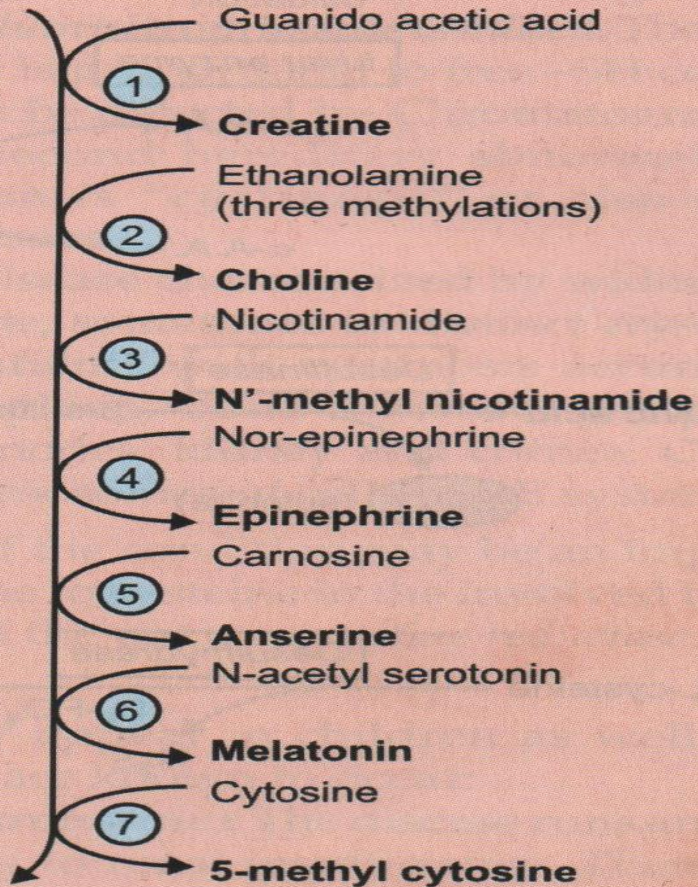 Guanido acetic acid
1
Creatine
Ethanolamine
(three methylations)
2
Choline
Nicotinamide
3
N'-methyl nicotinamide
Nor-epinephrine
4
Epinephrine
Carnosine
5
Anserine
N-acetyl serotonin
6
Melatonin
Cytosine
7
5-methyl cytosine